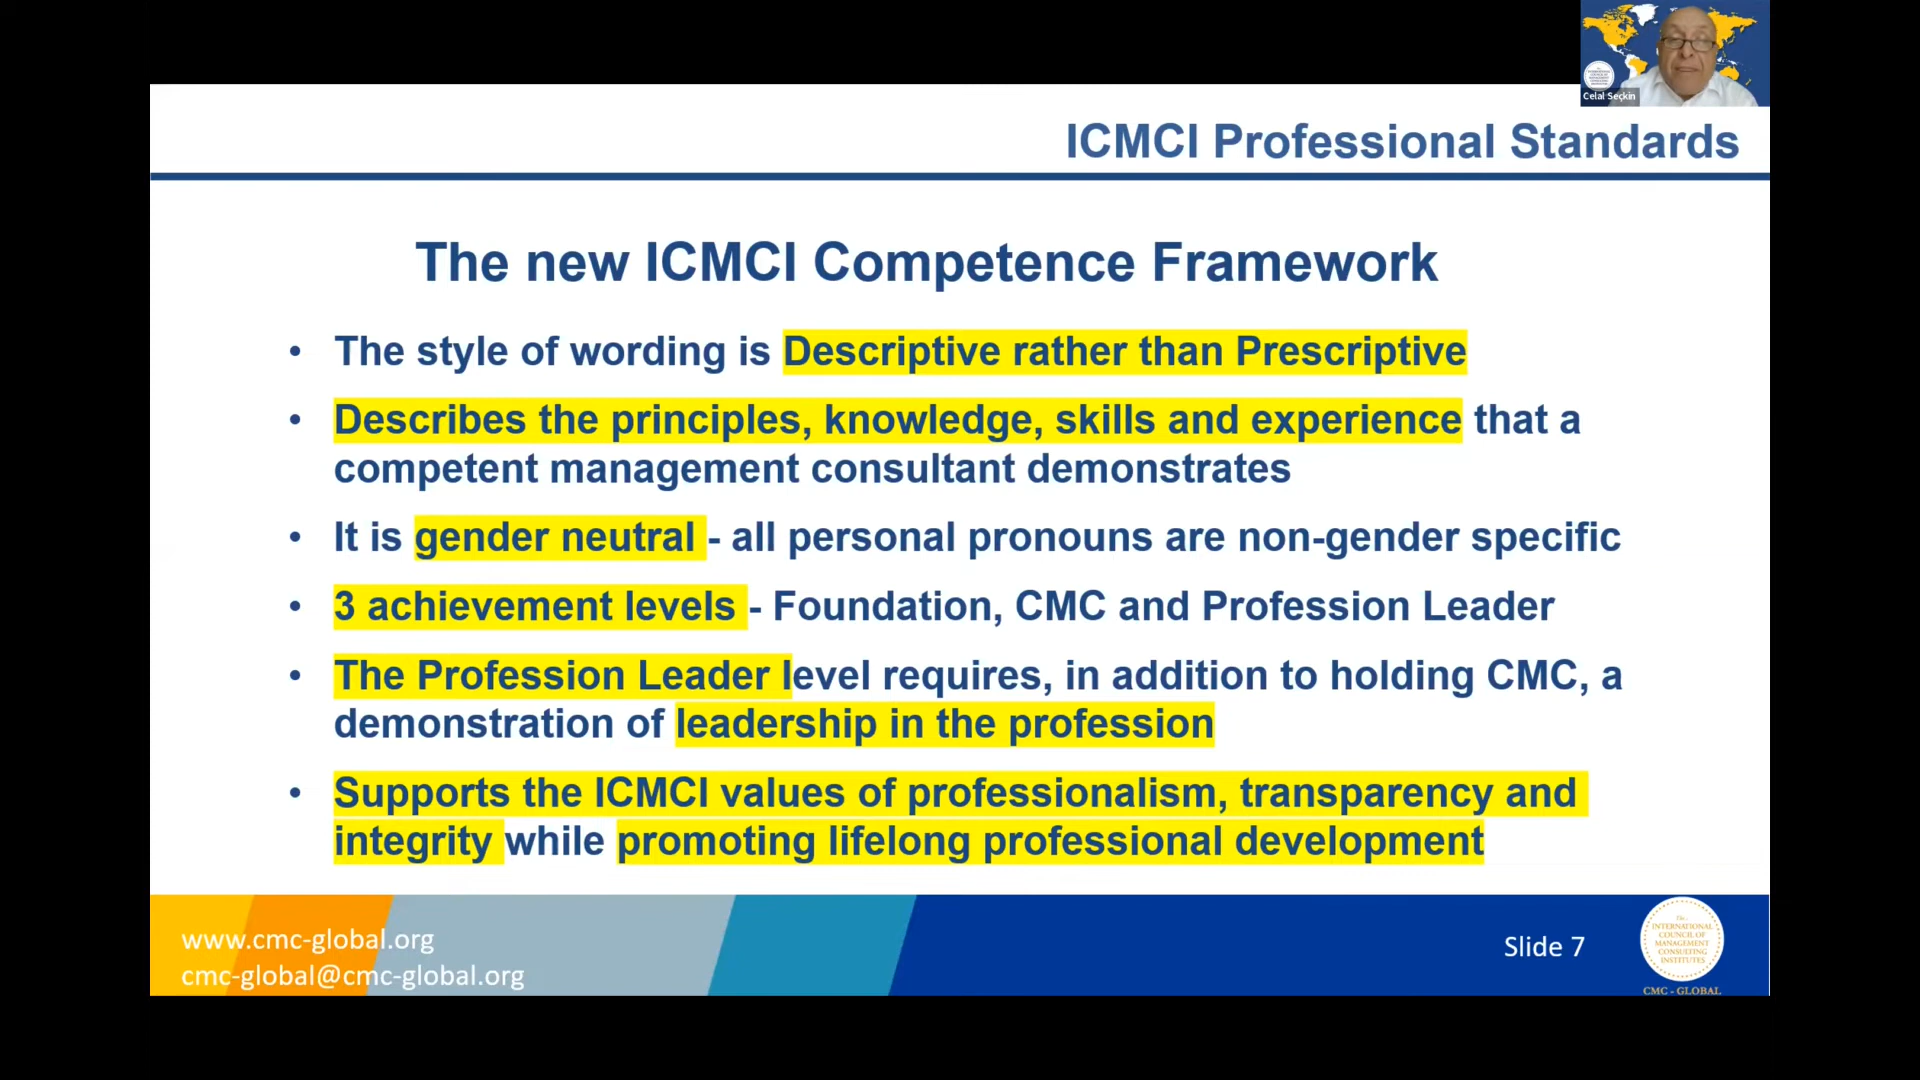 Celal Seçkin
ICMCI Professional Standards
The new ICMCI Competence Framework
• The style of wording is Descriptive rather than Prescriptive
• Describes the principles, knowledge, skills and experience that a
competent management consultant demonstrates
• It is gender neutral - all personal pronouns are non-gender specific
• 3 achievement levels - Foundation, CMC and Profession Leader
• The Profession Leader level requires, in addition to holding CMC, a
demonstration of leadership in the profession
• Supports the ICMCI values of professionalism, transparency and
integrity while promoting lifelong professional development
www.cmc-global.org
cmc-global@cmc-global.org
Slide 7
The
INTERNATIONAL
COUNCIL OF
MANAGEMENT
CONSULTING
INSTITUTES
CMC - GLOBAL